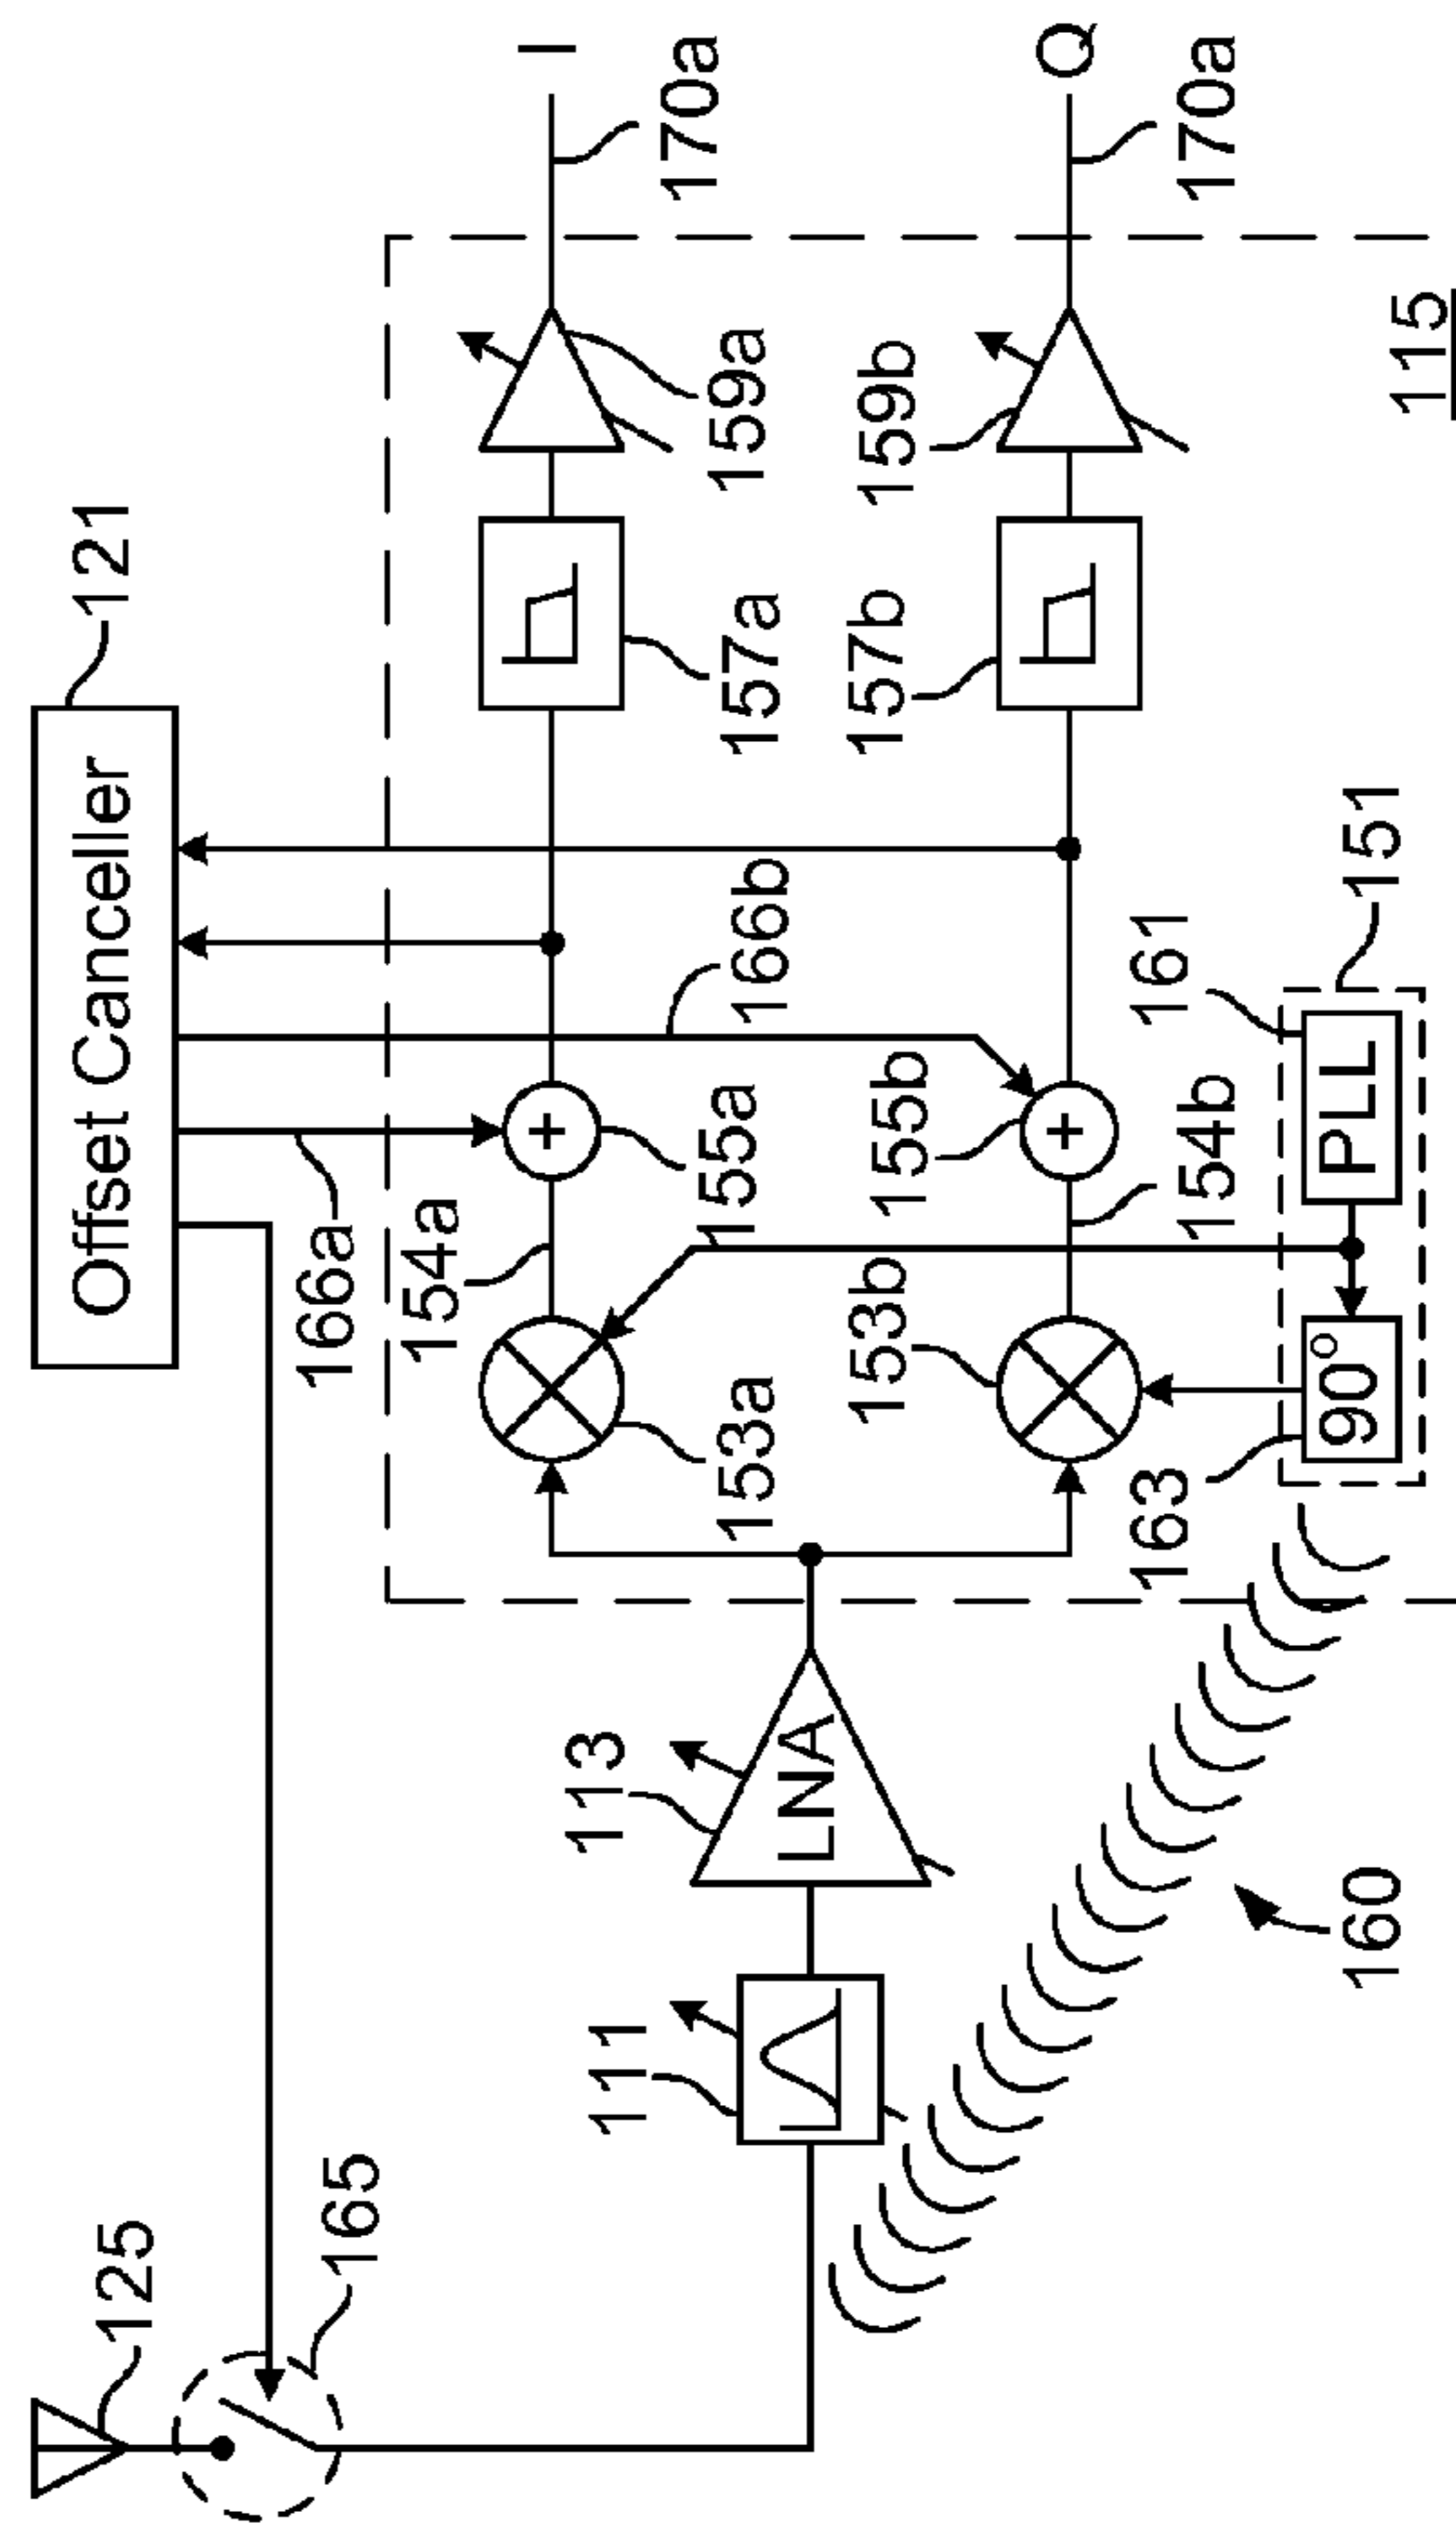 Offset Canceller
121
125
165
166a
166b
154a
155a
153a
157a
159a
I
170a
111
113
LNA
153b
155b
157b
159b
Q
170a
154b
163
90°
161
PLL
151
160
115